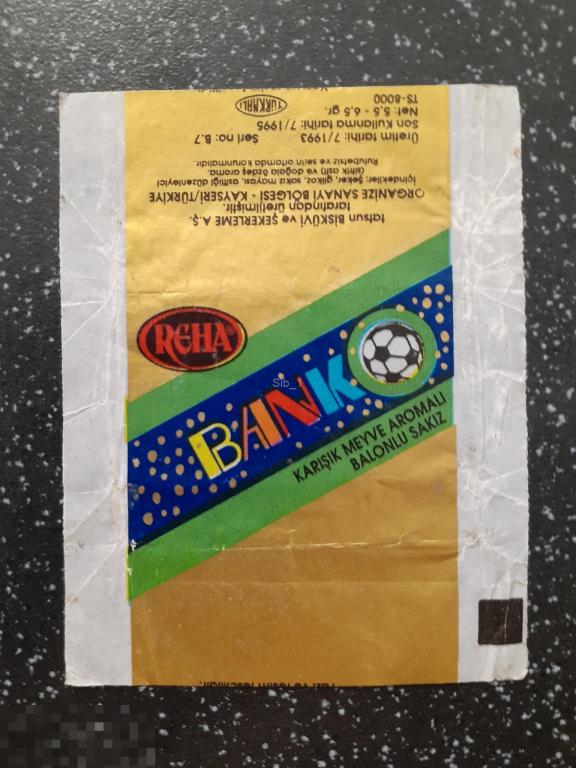 tatsun BİSKÜVİ ve ŞEKERLEME A.Ş.
tarafından üretilmiştir.
ORGANİZE SANAYİ BÖLGESİ - KAYSERİ/TÜRKİYE
İçindekiler: Şeker, glikoz, sakız mayası, asitliği düzenleyici
(sitrik asit) ve doğala özdeş aroma.
Rutubetsiz ve serin ortamda korunmalıdır.
Üretim tarihi: 7/1993 Seri no: B.7
Son Kullanma tarihi: 7/1995
Net: 5,5 - 6,5 gr.
TS-8000
TÜRKMALI
REHA
BANKO
Sib_1
KARIŞIK MEYVE AROMALI
BALONLU SAKIZ